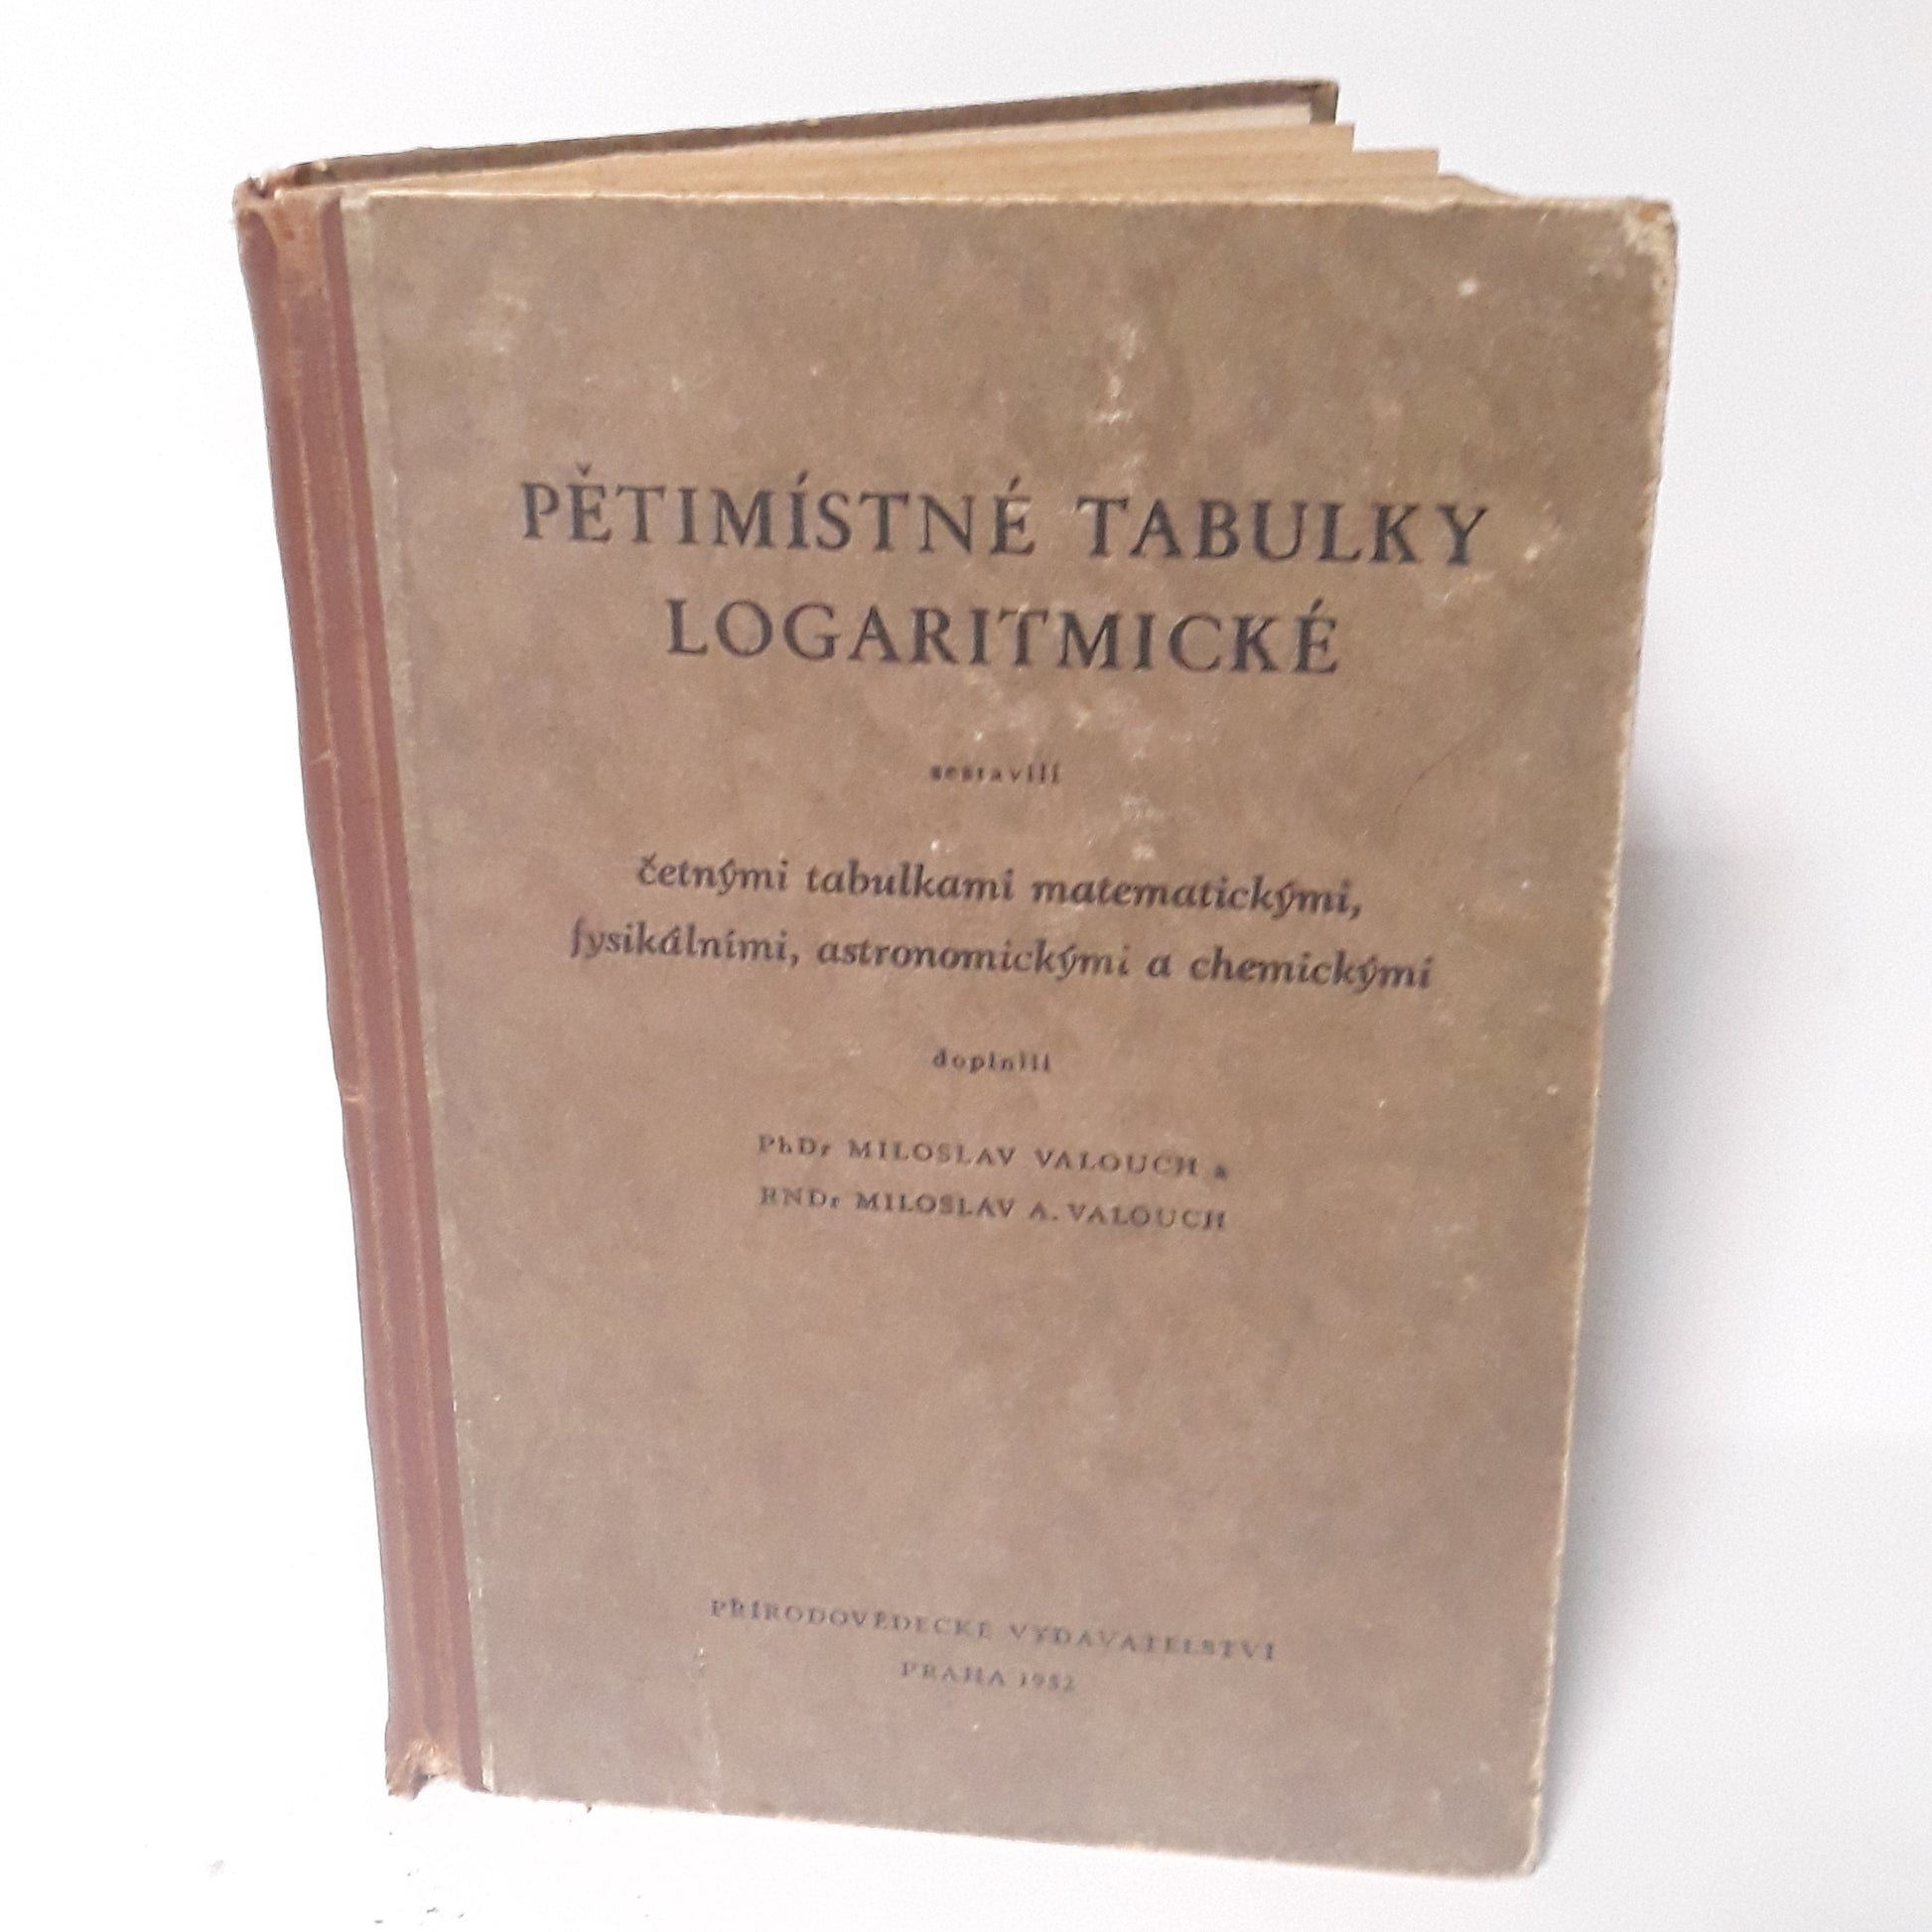 PĚTIMÍSTNÉ TABULKY
LOGARITMICKÉ
sestavili
četnými tabulkami matematickými,
fysikálními, astronomickými a chemickými
doplnili
PhDr MILOSLAV VALOUCH a
RNDr MILOSLAV A. VALOUCH
PŘÍRODOVĚDECKÉ VYDAVATELSTVÍ
PRAHA 1952